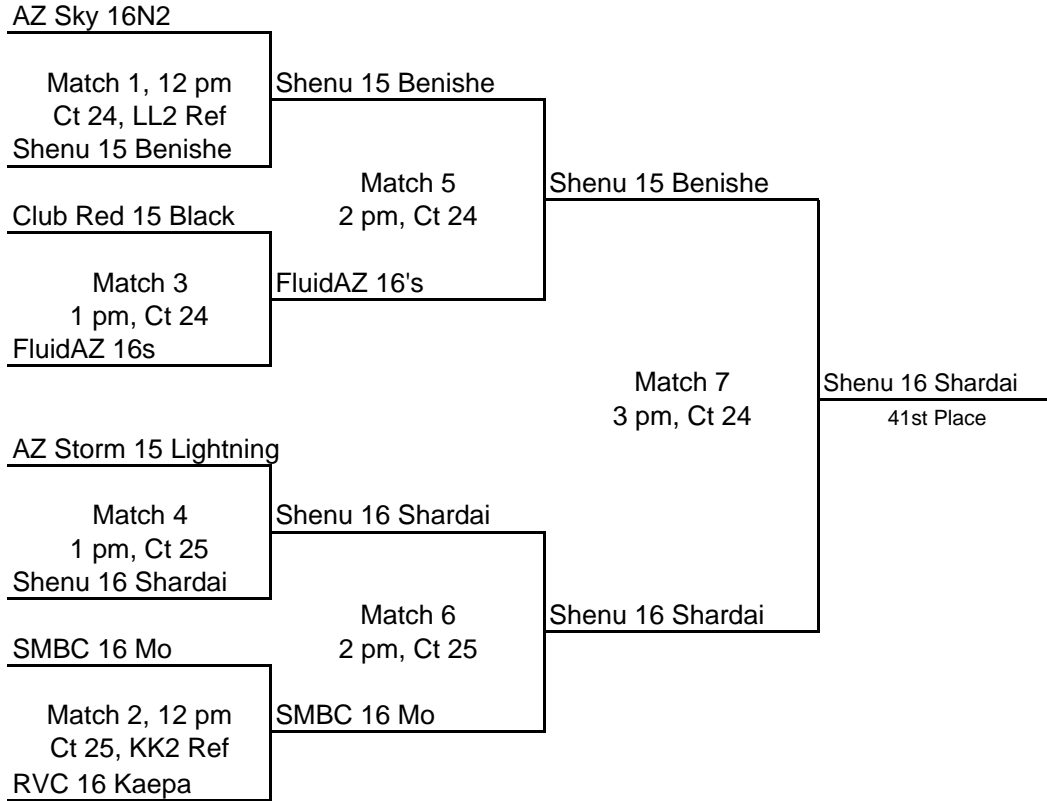 AZ Sky 16N2
Match 1, 12 pm
Ct 24, LL2 Ref
Shenu 15 Benishe
Shenu 15 Benishe
Club Red 15 Black
Match 3
1 pm, Ct 24
FluidAZ 16s
FluidAZ 16's
Match 5
2 pm, Ct 24
Shenu 15 Benishe
AZ Storm 15 Lightning
Match 4
1 pm, Ct 25
Shenu 16 Shardai
Shenu 16 Shardai
SMBC 16 Mo
Match 2, 12 pm
Ct 25, KK2 Ref
RVC 16 Kaepa
SMBC 16 Mo
Match 6
2 pm, Ct 25
Shenu 16 Shardai
Match 7
3 pm, Ct 24
Shenu 16 Shardai
41st Place